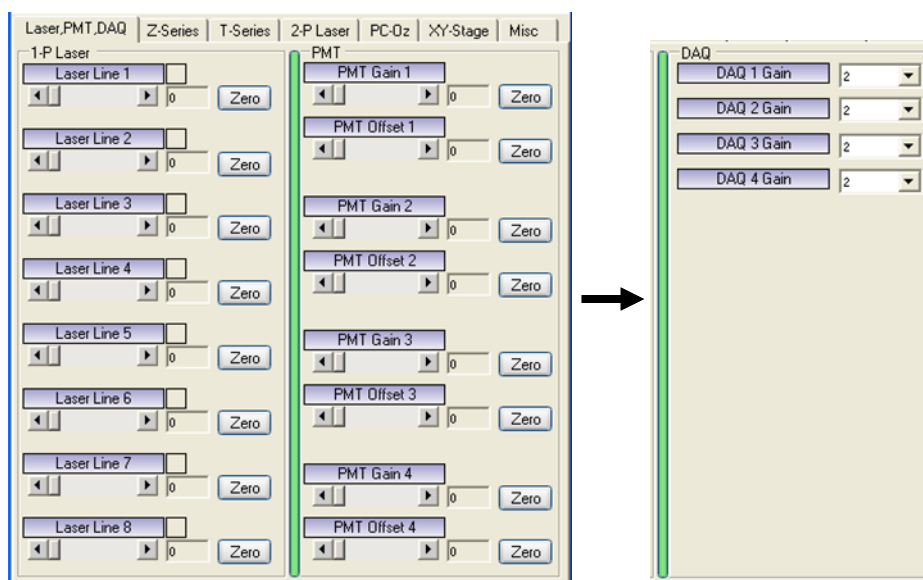 Laser,PMT,DAQ Z-Series T-Series 2-P Laser PC-Oz XY-Stage Misc
1-P Laser
Laser Line 1
0 Zero
Laser Line 2
0 Zero
Laser Line 3
0 Zero
Laser Line 4
0 Zero
Laser Line 5
0 Zero
Laser Line 6
0 Zero
Laser Line 7
0 Zero
Laser Line 8
0 Zero
PMT
PMT Gain 1
0 Zero
PMT Offset 1
0 Zero
PMT Gain 2
0 Zero
PMT Offset 2
0 Zero
PMT Gain 3
0 Zero
PMT Offset 3
0 Zero
PMT Gain 4
0 Zero
PMT Offset 4
0 Zero
DAQ
DAQ 1 Gain 2
DAQ 2 Gain 2
DAQ 3 Gain 2
DAQ 4 Gain 2